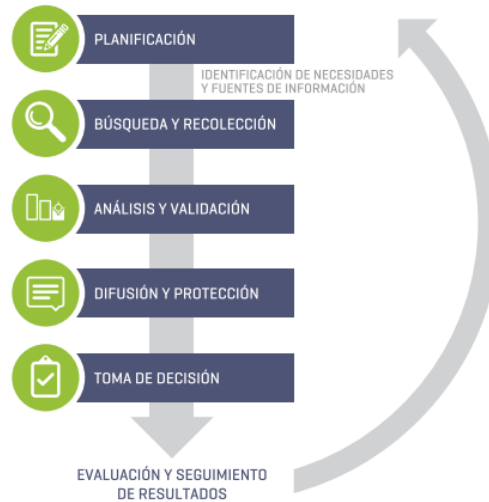 PLANIFICACIÓN
IDENTIFICACIÓN DE NECESIDADES
Y FUENTES DE INFORMACIÓN
BÚSQUEDA Y RECOLECCIÓN
ANÁLISIS Y VALIDACIÓN
DIFUSIÓN Y PROTECCIÓN
TOMA DE DECISIÓN
EVALUACIÓN Y SEGUIMIENTO
DE RESULTADOS